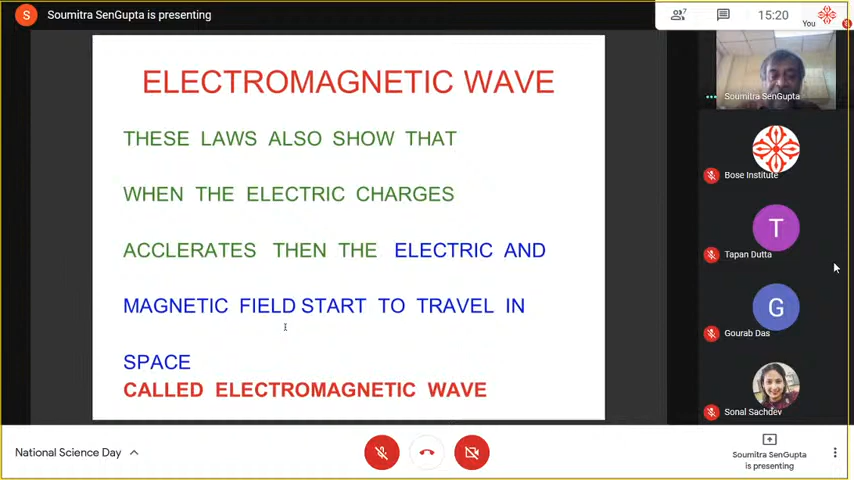 S Soumitra SenGupta is presenting
7
15:20
You
8
ELECTROMAGNETIC WAVE
THESE LAWS ALSO SHOW THAT
WHEN THE ELECTRIC CHARGES
ACCLERATES THEN THE ELECTRIC AND
MAGNETIC FIELD START TO TRAVEL IN
SPACE
CALLED ELECTROMAGNETIC WAVE
Soumitra SenGupta
Bose Institute
T
Tapan Dutta
G
Gourab Das
Sonal Sachdev
National Science Day
Soumitra SenGupta
is presenting